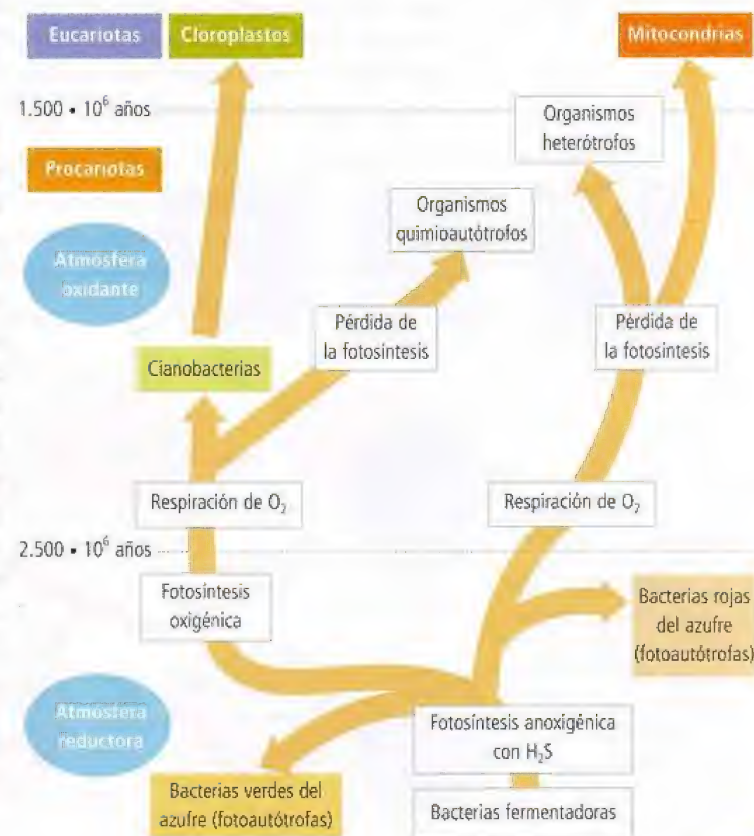 Eucariotas
Cloroplastos
Mitocondrias
1.500 • 10⁶ años
Organismos
heterótrofos
Procariotas
Organismos
quimioautótrofos
Atmósfera
oxidante
Pérdida de
la fotosíntesis
Pérdida de
la fotosíntesis
Cianobacterias
Respiración de O₂
Respiración de O₂
2.500 • 10⁶ años
Fotosíntesis
oxigénica
Bacterias rojas
del azufre
(fotoautótrofas)
Atmósfera
reductora
Fotosíntesis anoxigénica
con H₂S
Bacterias verdes del
azufre (fotoautótrofas)
Bacterias fermentadoras